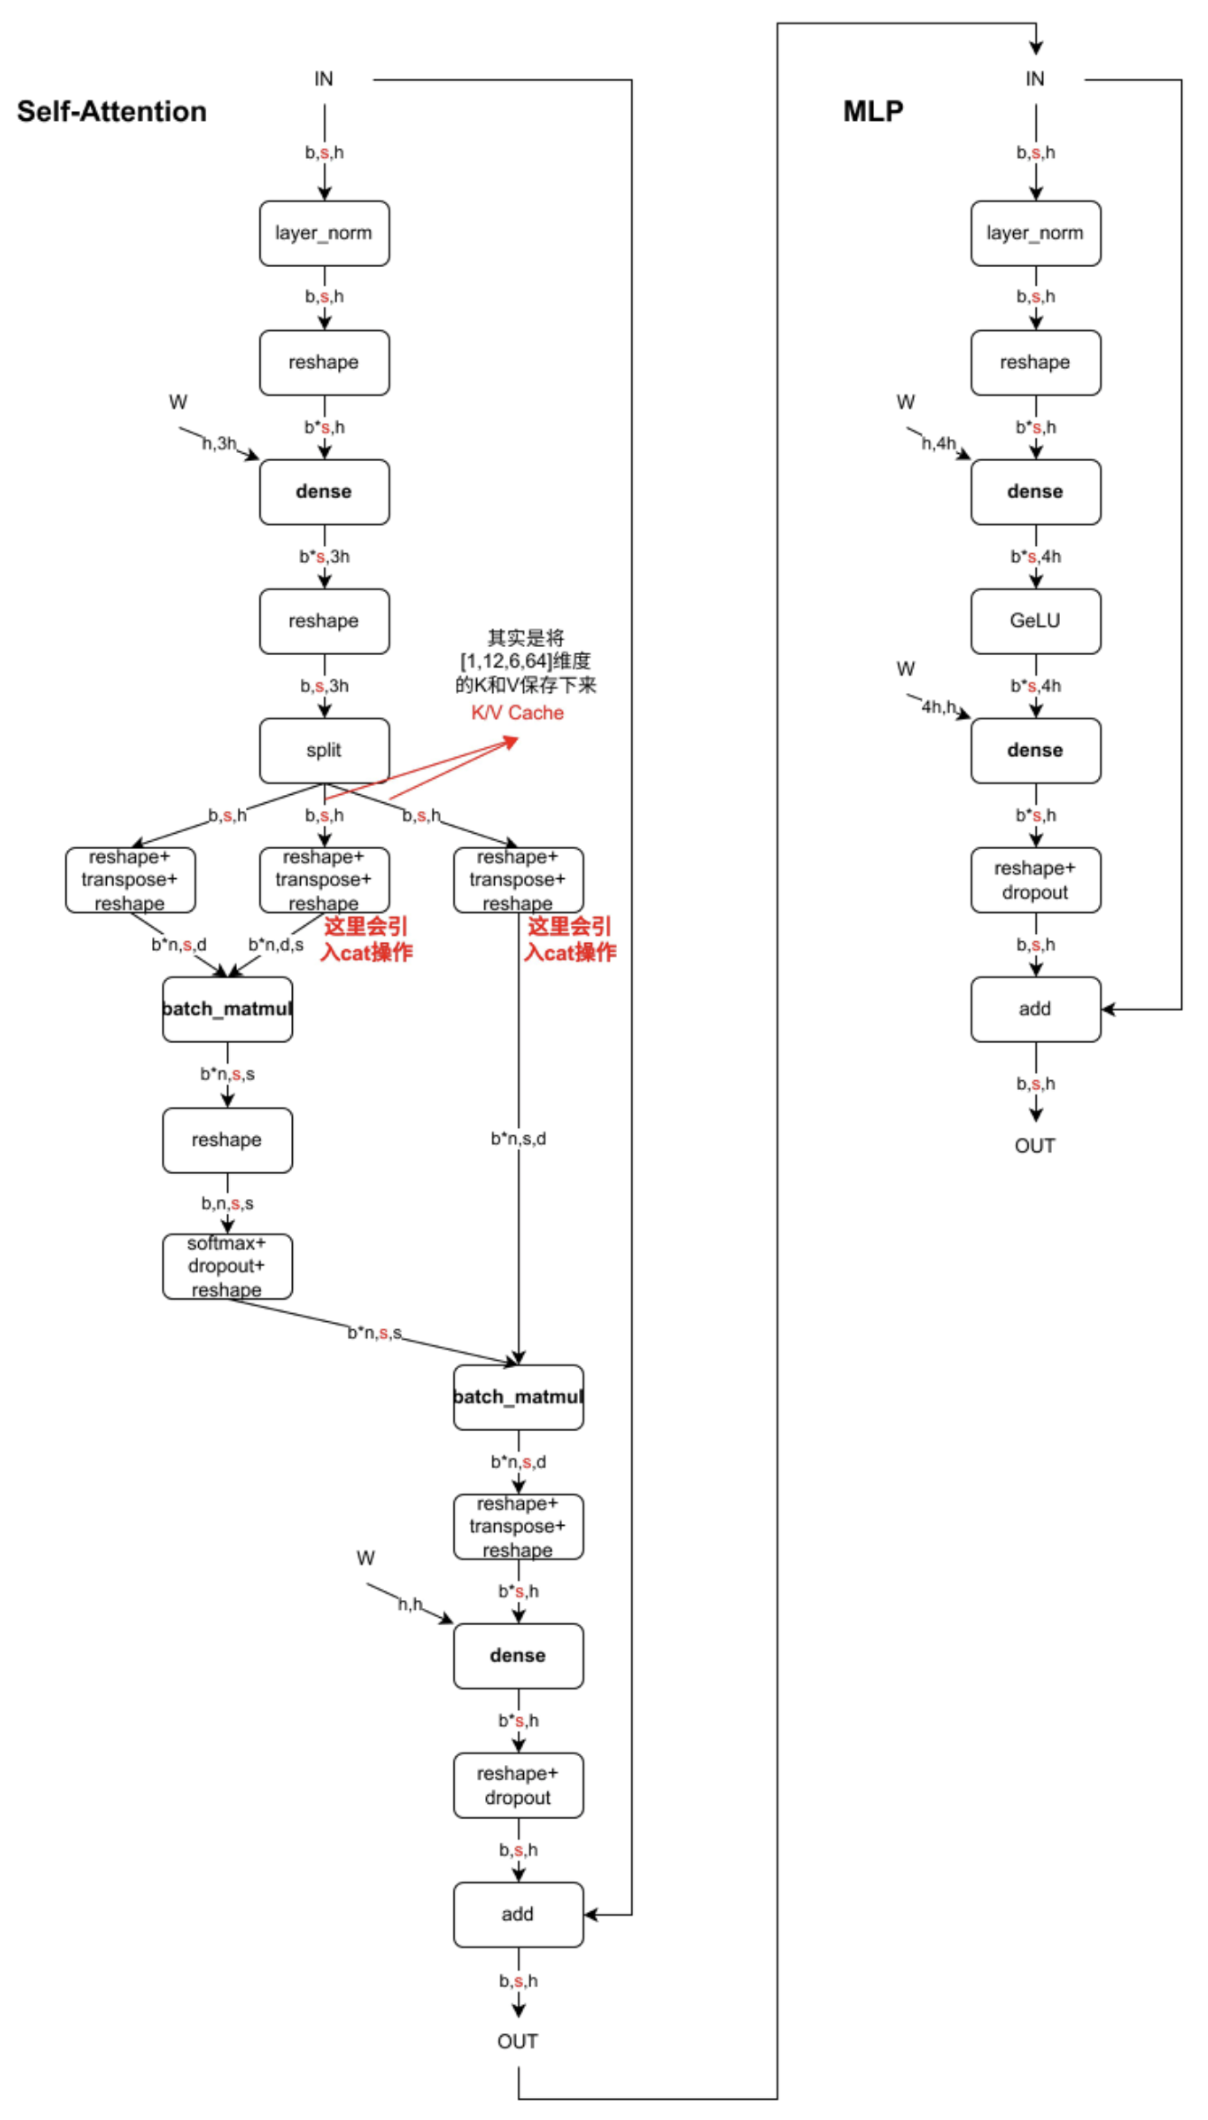 Self-Attention
IN
b,s,h
layer_norm
b,s,h
reshape
W
b*s,h
h,3h
dense
b*s,3h
reshape
其实是将
[1,12,6,64]维度
的K和V保存下来
K/V Cache
b,s,3h
split
b,s,h
b,s,h
b,s,h
reshape+
transpose+
reshape
reshape+
transpose+
reshape
reshape+
transpose+
reshape
这里会引
入cat操作
这里会引
入cat操作
b*n,s,d
b*n,d,s
batch_matmul
b*n,s,s
reshape
b*n,s,d
b,n,s,s
softmax+
dropout+
reshape
b*n,s,s
batch_matmul
b*n,s,d
reshape+
transpose+
reshape
W
b*s,h
h,h
dense
b*s,h
reshape+
dropout
b,s,h
add
b,s,h
OUT
MLP
IN
b,s,h
layer_norm
b,s,h
reshape
W
b*s,h
h,4h
dense
b*s,4h
GeLU
W
b*s,4h
4h,h
dense
b*s,h
reshape+
dropout
b,s,h
add
b,s,h
OUT